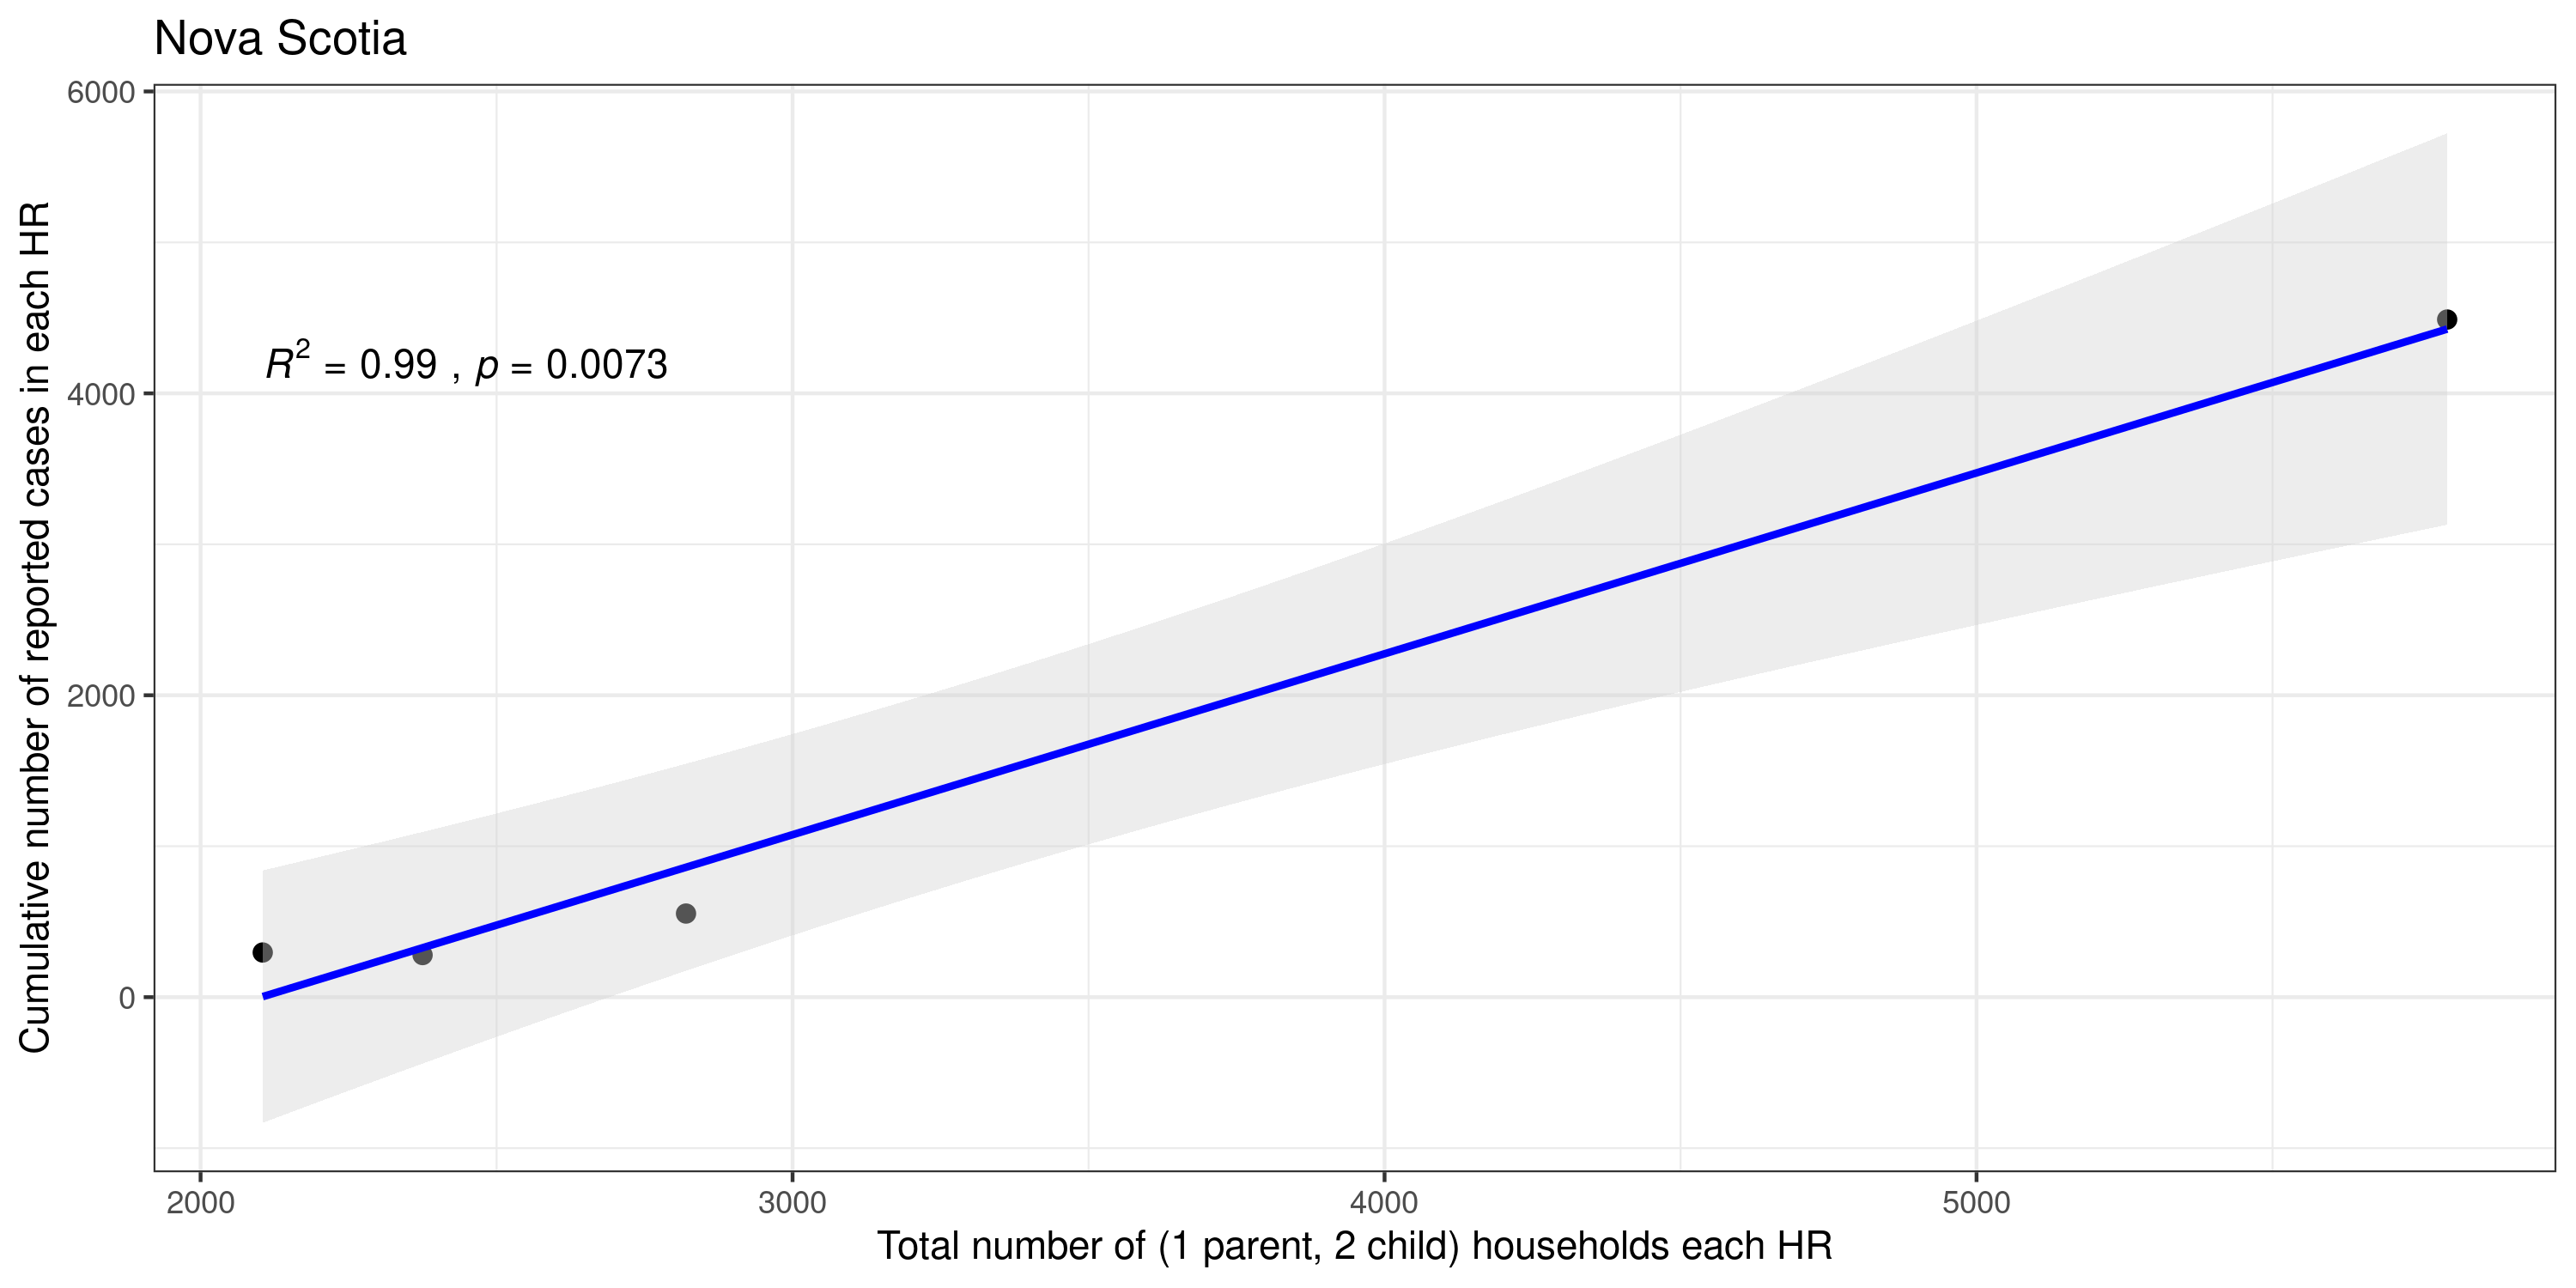 Nova Scotia
Cumulative number of reported cases in each HR
6000
4000
2000
0
R² = 0.99 , p = 0.0073
2000 3000 4000 5000
Total number of (1 parent, 2 child) households each HR